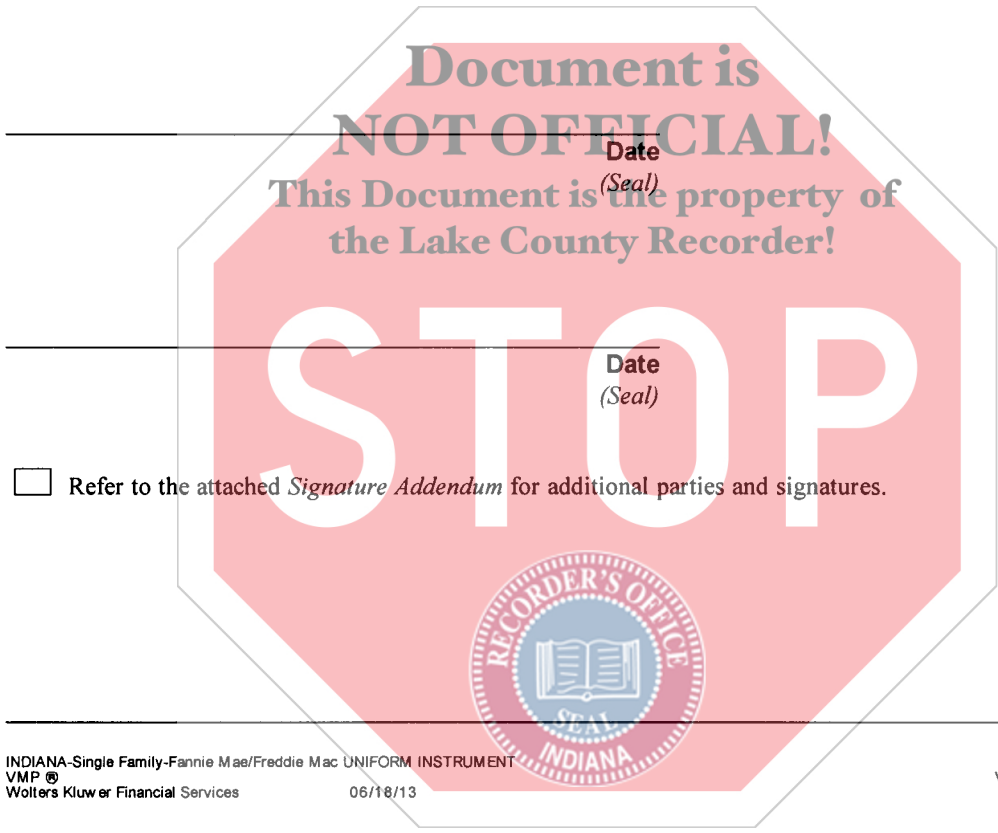 Document is
NOT OFFICIAL!
Date
(Seal)
This Document is the property of
the Lake County Recorder!
STOP
Date
(Seal)
Refer to the attached Signature Addendum for additional parties and signatures.
RECORDER'S OFFICE
SEAL
INDIANA
INDIANA-Single Family-Fannie Mae/Freddie Mac UNIFORM INSTRUMENT
VMP ®
Wolters Kluwer Financial Services 06/18/13